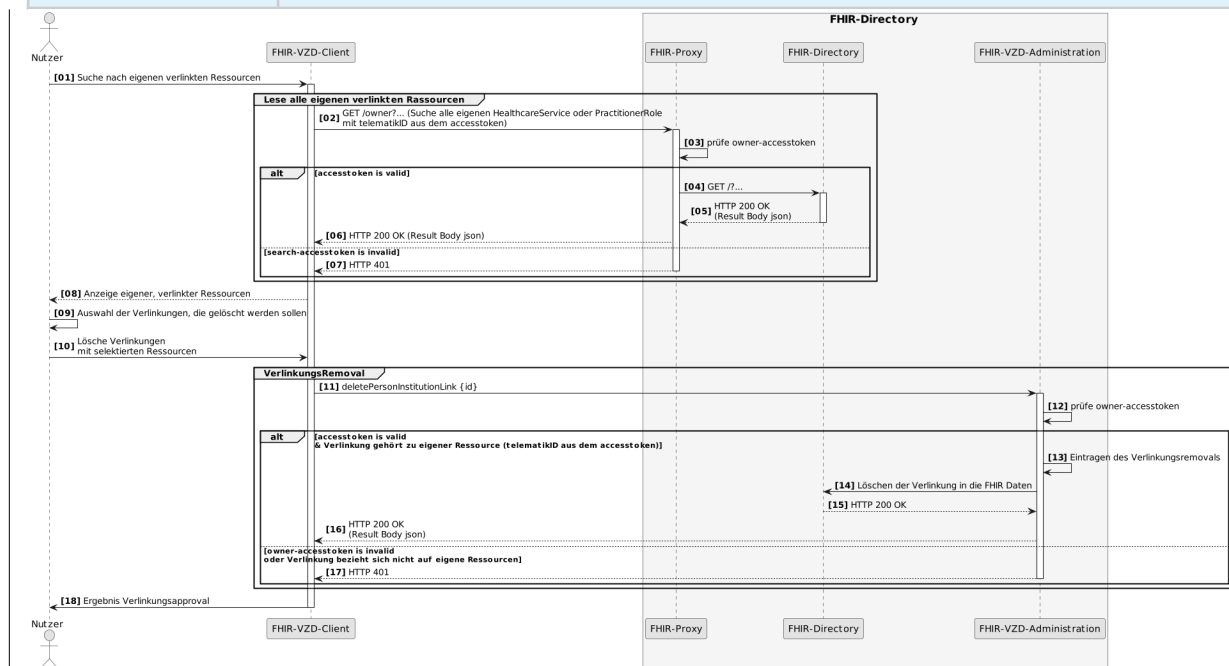 FHIR-Directory
Nutzer
FHIR-VZD-Client
FHIR-Proxy
FHIR-Directory
FHIR-VZD-Administration
[01] Suche nach eigenen verlinkten Ressourcen
Lese alle eigenen verlinkten Rassourcen
[02] GET /owner?... (Suche alle eigenen HealthcareService oder PractitionerRole
mit telematikID aus dem accesstoken)
[03] prüfe owner-accesstoken
alt [accesstoken is valid]
[04] GET /?...
[05] HTTP 200 OK
(Result Body json)
[06] HTTP 200 OK (Result Body json)
[search-accesstoken is invalid]
[07] HTTP 401
[08] Anzeige eigener, verlinkter Ressourcen
[09] Auswahl der Verlinkungen, die gelöscht werden sollen
[10] Lösche Verlinkungen
mit selektierten Ressourcen
VerlinkungsRemoval
[11] deletePersonInstitutionLink {id}
[12] prüfe owner-accesstoken
alt [accesstoken is valid
& Verlinkung gehört zu eigener Ressource (telematikID aus dem accesstoken)]
[13] Eintragen des Verlinkungsremovals
[14] Löschen der Verlinkung in die FHIR Daten
[15] HTTP 200 OK
[16] HTTP 200 OK
(Result Body json)
[owner-accesstoken is invalid
oder Verlinkung bezieht sich nicht auf eigene Ressourcen]
[17] HTTP 401
[18] Ergebnis Verlinkungsapproval
Nutzer
FHIR-VZD-Client
FHIR-Proxy
FHIR-Directory
FHIR-VZD-Administration